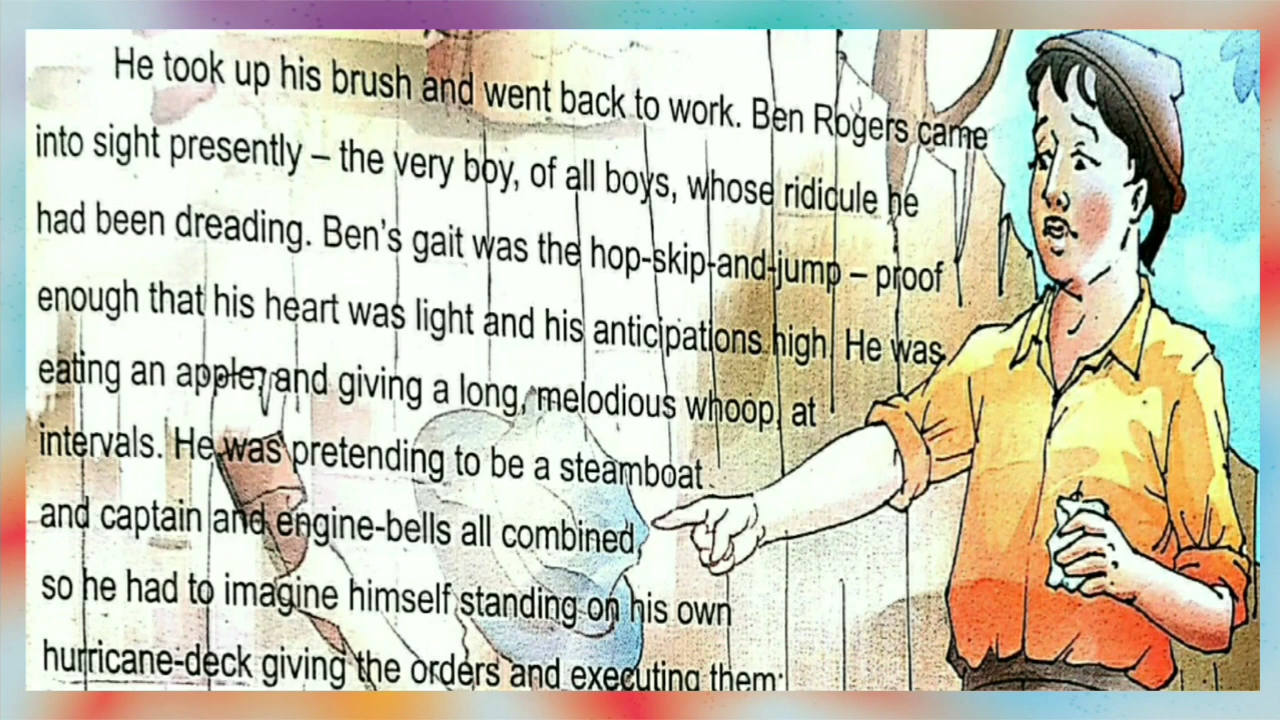 He took up his brush and went back to work. Ben Rogers came
into sight presently – the very boy, of all boys, whose ridicule he
had been dreading. Ben's gait was the hop-skip-and-jump – proof
enough that his heart was light and his anticipations high. He was
eating an apple, and giving a long, melodious whoop, at
intervals. He was pretending to be a steamboat
and captain and engine-bells all combined,
so he had to imagine himself standing on his own
hurricane-deck giving the orders and executing them: